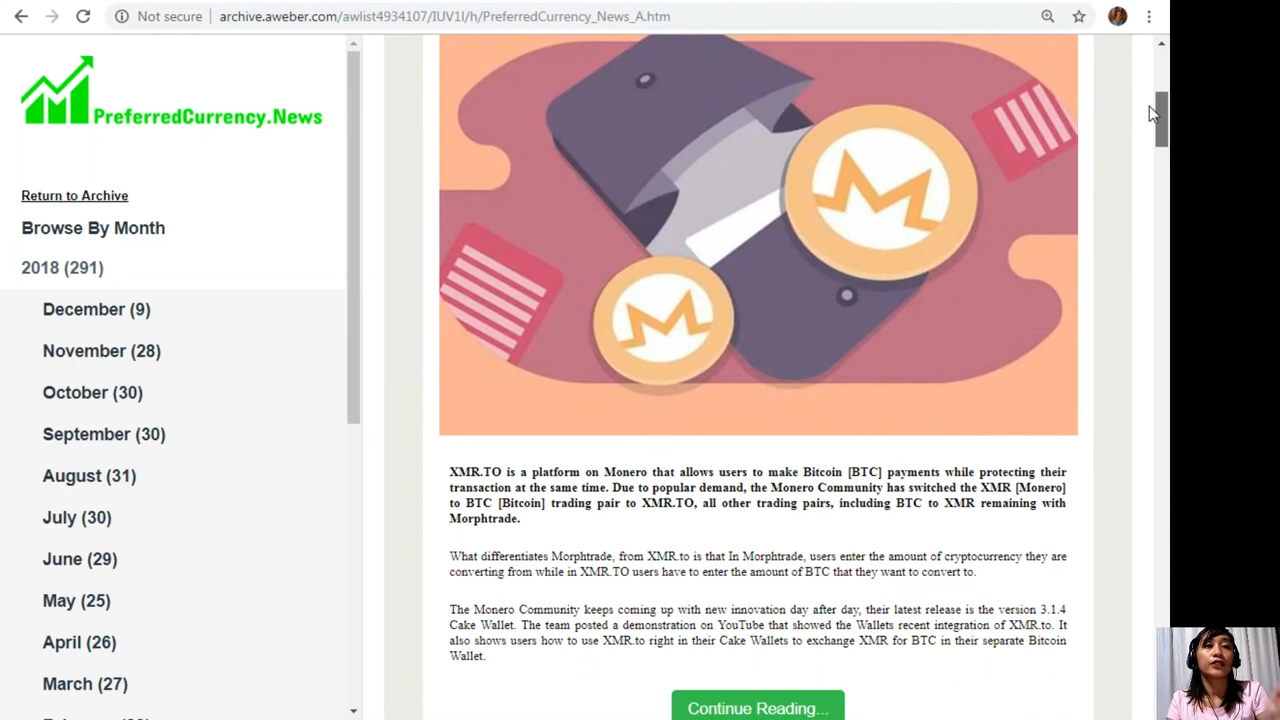 Not secure
archive.aweber.com/awlist4934107/IUV1I/h/PreferredCurrency_News_A.htm
PreferredCurrency.News
Return to Archive
Browse By Month
2018 (291)
December (9)
November (28)
October (30)
September (30)
August (31)
July (30)
June (29)
May (25)
April (26)
March (27)
XMR.TO is a platform on Monero that allows users to make Bitcoin [BTC] payments while protecting their
transaction at the same time. Due to popular demand, the Monero Community has switched the XMR [Monero]
to BTC [Bitcoin] trading pair to XMR.TO, all other trading pairs, including BTC to XMR remaining with
Morphtrade.
What differentiates Morphtrade, from XMR.to is that In Morphtrade, users enter the amount of cryptocurrency they are
converting from while in XMR.TO users have to enter the amount of BTC that they want to convert to.
The Monero Community keeps coming up with new innovation day after day, their latest release is the version 3.1.4
Cake Wallet. The team posted a demonstration on YouTube that showed the Wallets recent integration of XMR.to. It
also shows users how to use XMR.to right in their Cake Wallets to exchange XMR for BTC in their separate Bitcoin
Wallet.
Continue Reading...